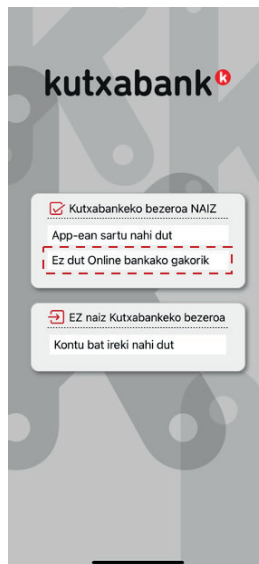 kutxabank k
Kutxabankeko bezeroa NAIZ
App-ean sartu nahi dut
Ez dut Online bankako gakorik
EZ naiz Kutxabankeko bezeroa
Kontu bat ireki nahi dut